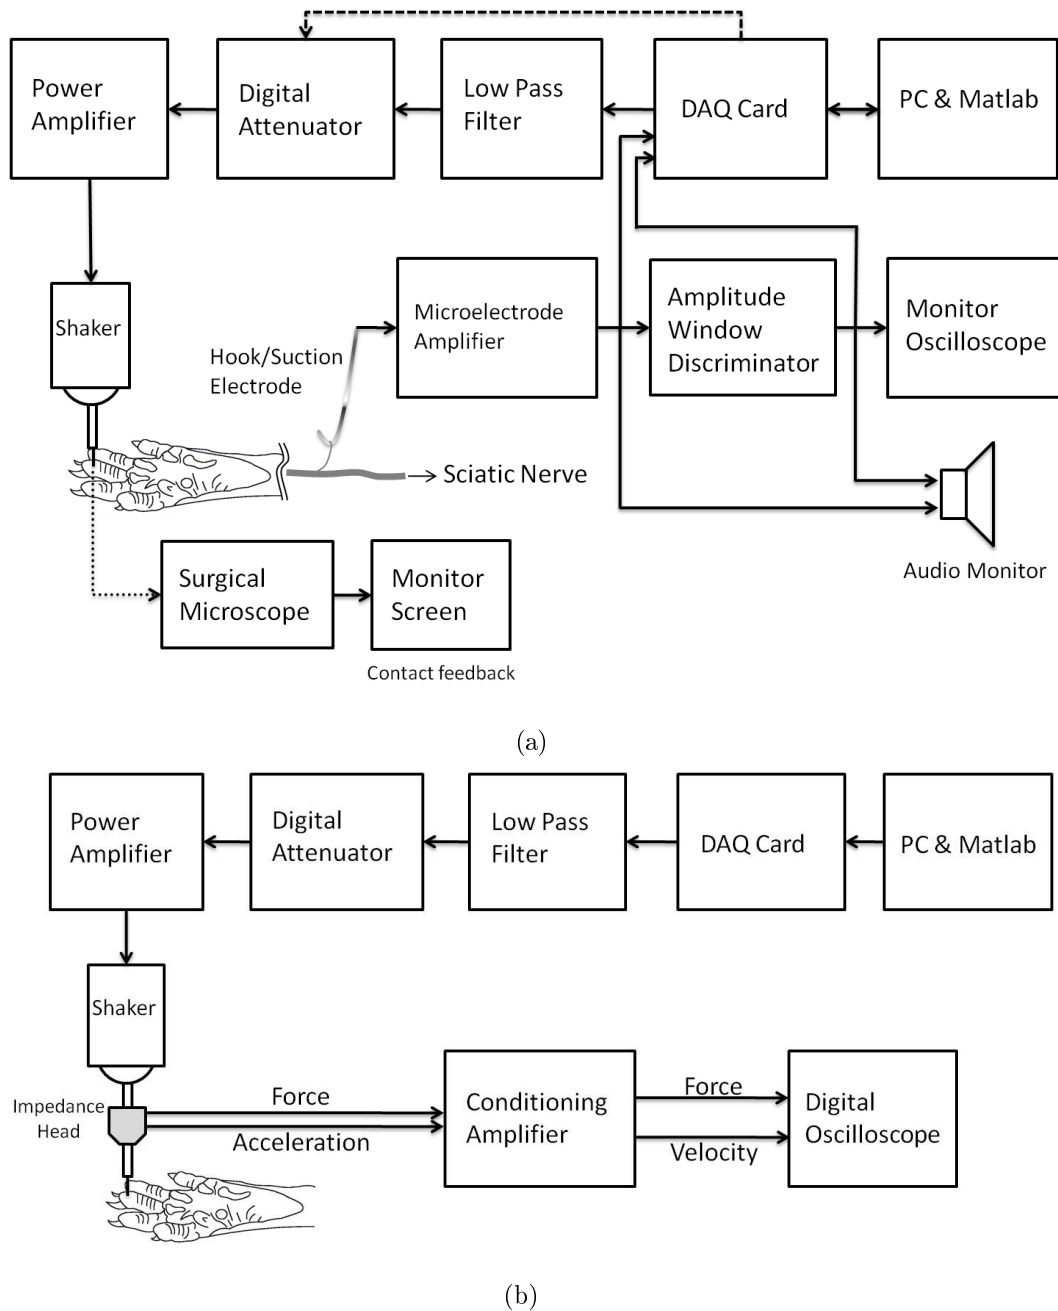 Power
Amplifier
Digital
Attenuator
Low Pass
Filter
DAQ Card
PC & Matlab
Shaker
Hook/Suction
Electrode
Microelectrode
Amplifier
Amplitude
Window
Discriminator
Monitor
Oscilloscope
Sciatic Nerve
Audio Monitor
Surgical
Microscope
Monitor
Screen
Contact feedback
(a)
Power
Amplifier
Digital
Attenuator
Low Pass
Filter
DAQ Card
PC & Matlab
Shaker
Impedance
Head
Force
Acceleration
Conditioning
Amplifier
Force
Velocity
Digital
Oscilloscope
(b)